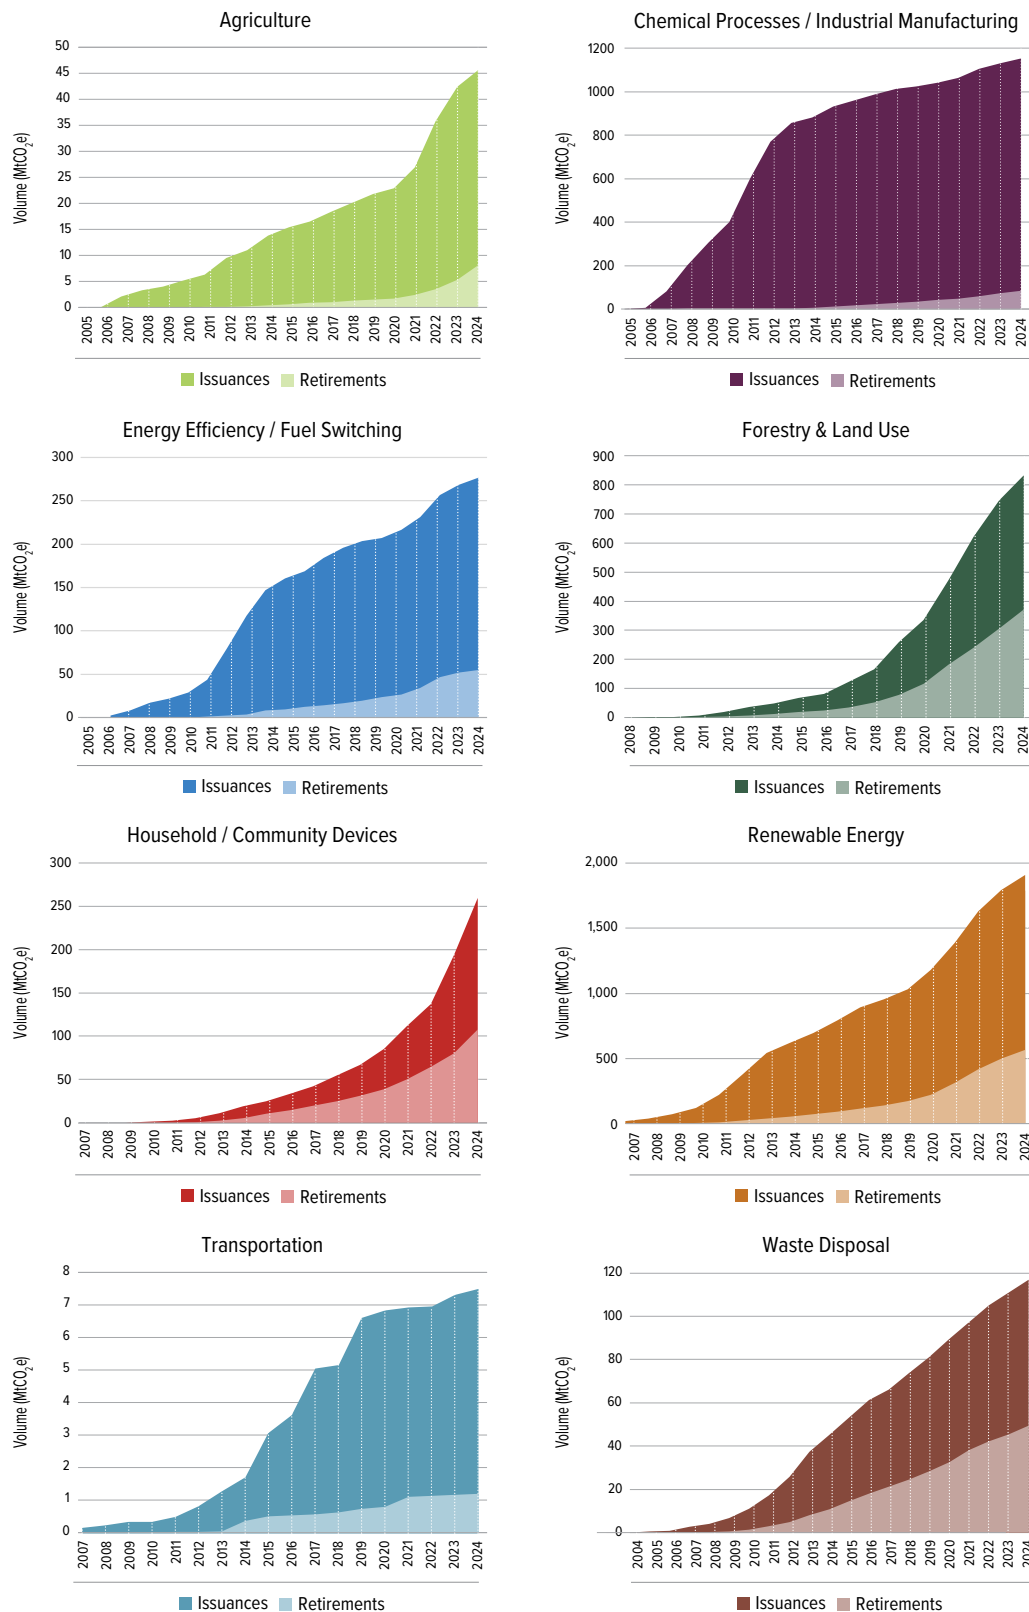 Agriculture
Volume (MtCO2e)
50
45
40
35
30
25
20
15
10
5
0
2005 2006 2007 2008 2009 2010 2011 2012 2013 2014 2015 2016 2017 2018 2019 2020 2021 2022 2023 2024
Issuances Retirements
Chemical Processes / Industrial Manufacturing
Volume (MtCO2e)
1200
1000
800
600
400
200
0
2005 2006 2007 2008 2009 2010 2011 2012 2013 2014 2015 2016 2017 2018 2019 2020 2021 2022 2023 2024
Issuances Retirements
Energy Efficiency / Fuel Switching
Volume (MtCO2e)
300
250
200
150
100
50
0
2005 2006 2007 2008 2009 2010 2011 2012 2013 2014 2015 2016 2017 2018 2019 2020 2021 2022 2023 2024
Issuances Retirements
Forestry & Land Use
Volume (MtCO2e)
900
800
700
600
500
400
300
200
100
0
2008 2009 2010 2011 2012 2013 2014 2015 2016 2017 2018 2019 2020 2021 2022 2023 2024
Issuances Retirements
Household / Community Devices
Volume (MtCO2e)
300
250
200
150
100
50
0
2007 2008 2009 2010 2011 2012 2013 2014 2015 2016 2017 2018 2019 2020 2021 2022 2023 2024
Issuances Retirements
Renewable Energy
Volume (MtCO2e)
2,000
1,500
1,000
500
0
2007 2008 2009 2010 2011 2012 2013 2014 2015 2016 2017 2018 2019 2020 2021 2022 2023 2024
Issuances Retirements
Transportation
Volume (MtCO2e)
8
7
6
5
4
3
2
1
0
2007 2008 2009 2010 2011 2012 2013 2014 2015 2016 2017 2018 2019 2020 2021 2022 2023 2024
Issuances Retirements
Waste Disposal
Volume (MtCO2e)
120
100
80
60
40
20
0
2004 2005 2006 2007 2008 2009 2010 2011 2012 2013 2014 2015 2016 2017 2018 2019 2020 2021 2022 2023 2024
Issuances Retirements